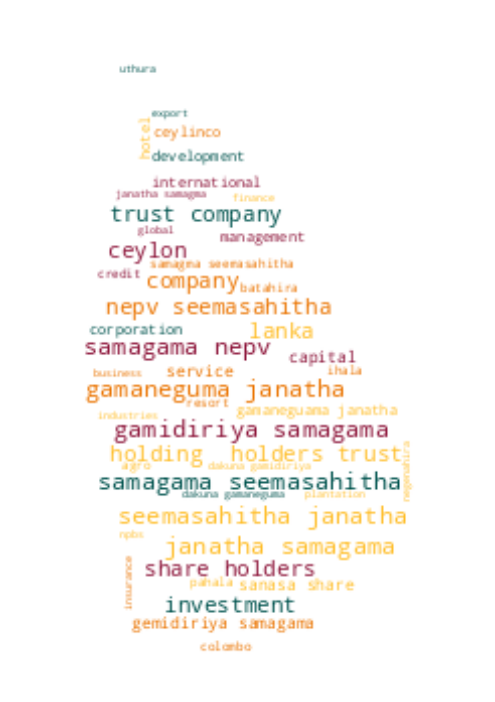 uthura
export
hotel
ceylinco
development
international
janatha samagma
finance
trust company
global
management
ceylon
samagma seemasahitha
credit
company
batahira
nepv seemasahitha
corporation
lanka
samagama nepv
capital
business
service
ihala
gamaneguma janatha
resort
industries
gamaneguama janatha
gamidiriya samagama
holding
holders trust
agro
dakuna gamidiriya
samagama seemasahitha
negenahira
dakuna gamaneguma
plantation
seemasahitha janatha
npbs
janatha samagama
share holders
insurance
pahala
sanasa share
investment
gemidiriya samagama
colombo